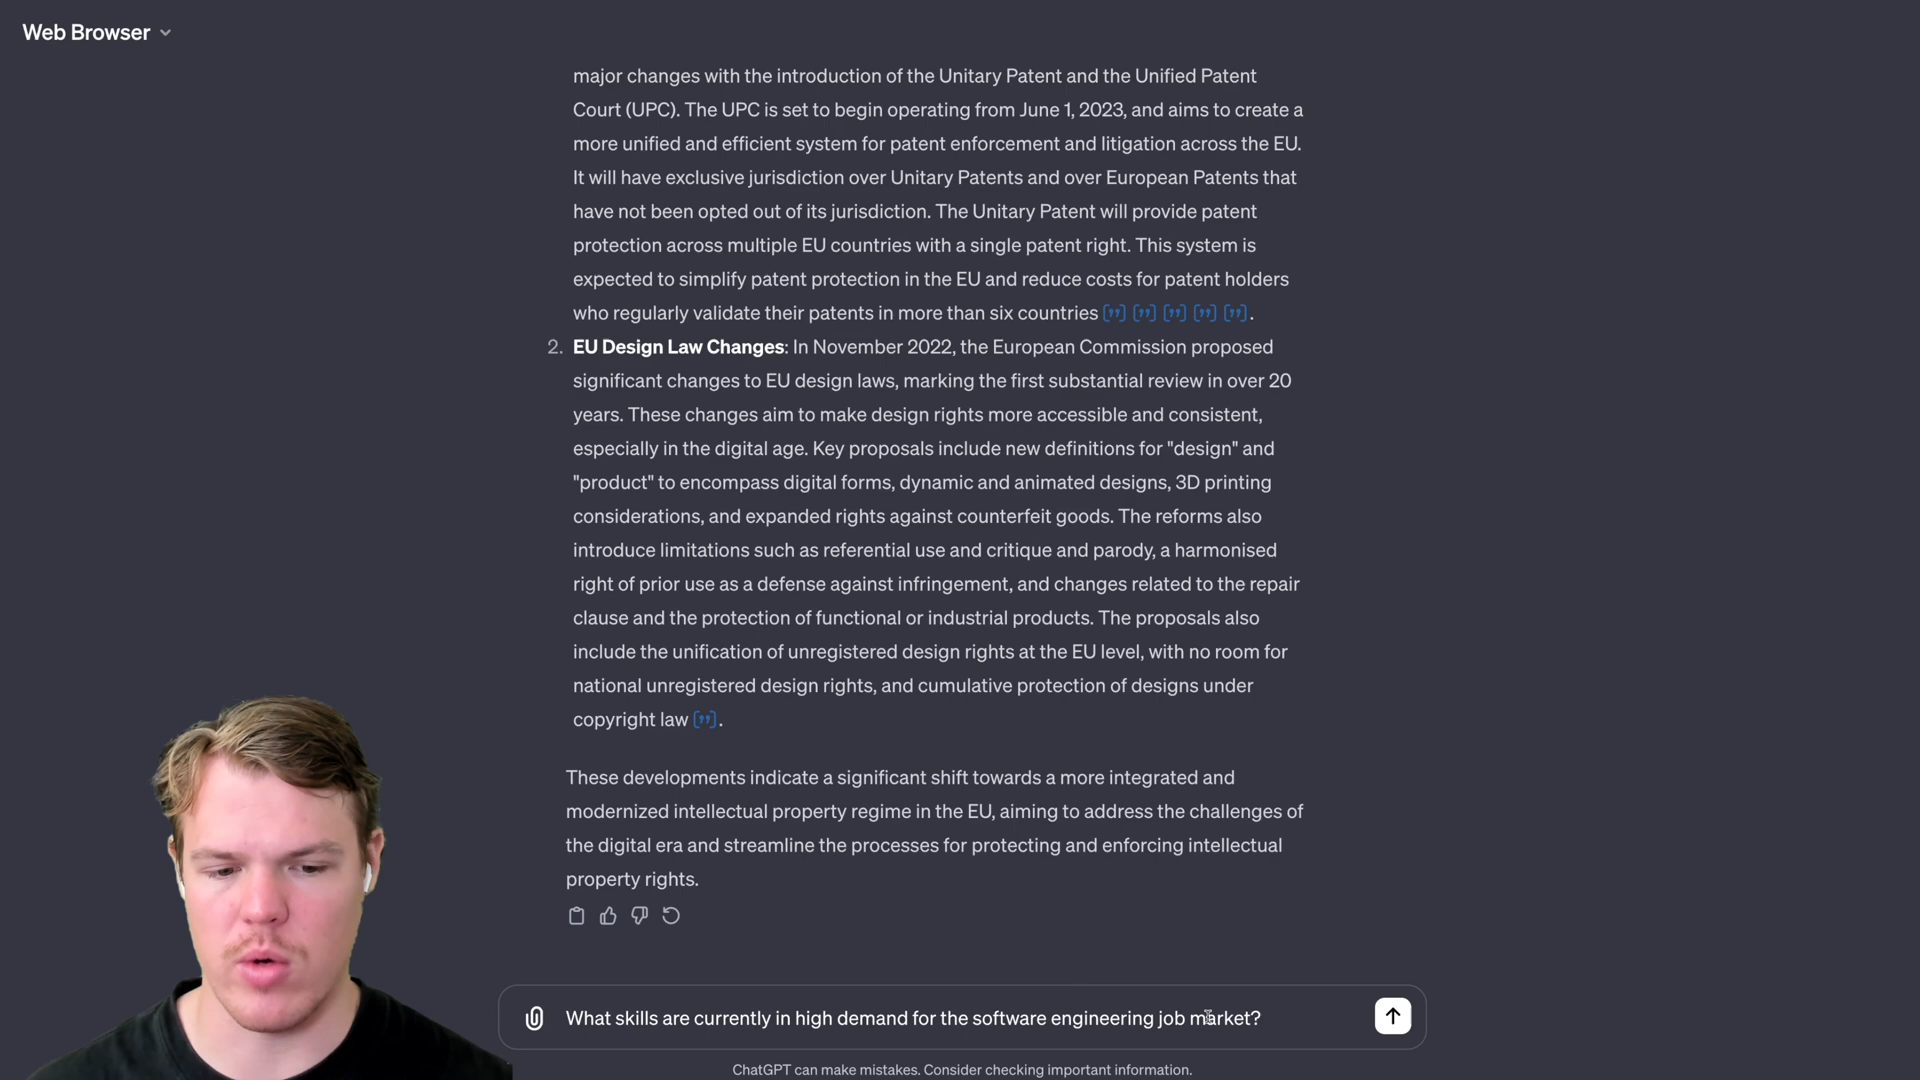 Web Browser
major changes with the introduction of the Unitary Patent and the Unified Patent
Court (UPC). The UPC is set to begin operating from June 1, 2023, and aims to create a
more unified and efficient system for patent enforcement and litigation across the EU.
It will have exclusive jurisdiction over Unitary Patents and over European Patents that
have not been opted out of its jurisdiction. The Unitary Patent will provide patent
protection across multiple EU countries with a single patent right. This system is
expected to simplify patent protection in the EU and reduce costs for patent holders
who regularly validate their patents in more than six countries ["] ["] ["] ["] ["].
2. EU Design Law Changes: In November 2022, the European Commission proposed
significant changes to EU design laws, marking the first substantial review in over 20
years. These changes aim to make design rights more accessible and consistent,
especially in the digital age. Key proposals include new definitions for "design" and
"product" to encompass digital forms, dynamic and animated designs, 3D printing
considerations, and expanded rights against counterfeit goods. The reforms also
introduce limitations such as referential use and critique and parody, a harmonised
right of prior use as a defense against infringement, and changes related to the repair
clause and the protection of functional or industrial products. The proposals also
include the unification of unregistered design rights at the EU level, with no room for
national unregistered design rights, and cumulative protection of designs under
copyright law ["].
These developments indicate a significant shift towards a more integrated and
modernized intellectual property regime in the EU, aiming to address the challenges of
the digital era and streamline the processes for protecting and enforcing intellectual
property rights.
What skills are currently in high demand for the software engineering job market?
ChatGPT can make mistakes. Consider checking important information.